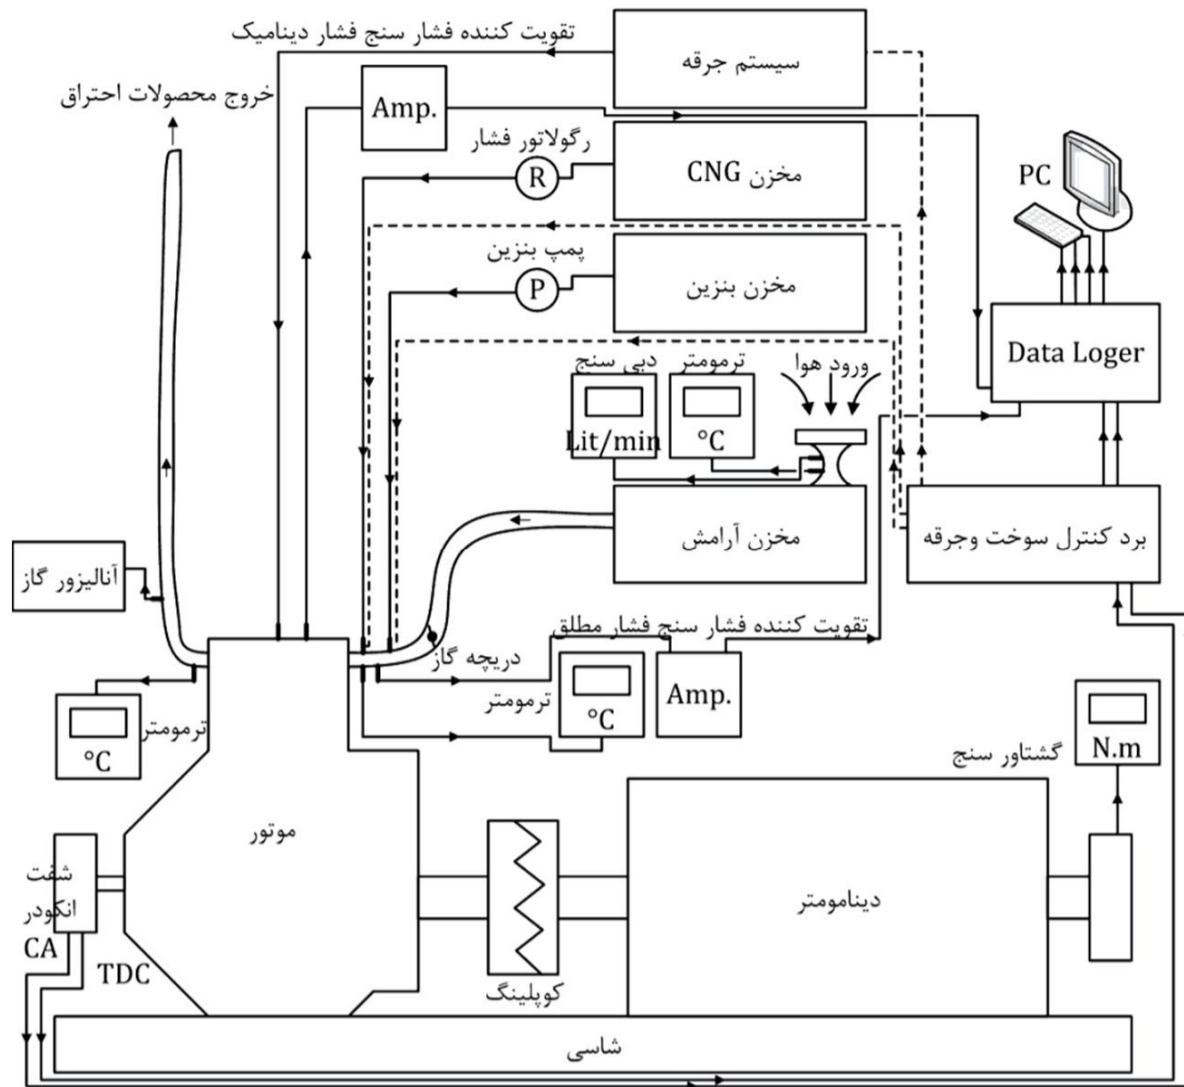 تقویت کننده فشار سنج فشار دینامیک
سیستم جرقه
خروج محصولات احتراق
Amp.
رگولاتور فشار
R
مخزن CNG
PC
پمپ بنزین
P
مخزن بنزین
Data Loger
دبی سنج
ترمومتر
ورود هوا
Lit/min
°C
مخزن آرامش
برد کنترل سوخت وجرقه
آنالیزور گاز
تقویت کننده فشار سنج فشار مطلق
دریچه گاز
ترمومتر
°C
Amp.
ترمومتر
°C
گشتاور سنج
N.m
موتور
شفت
انکودر
دینامومتر
CA
TDC
کوپلینگ
شاسی